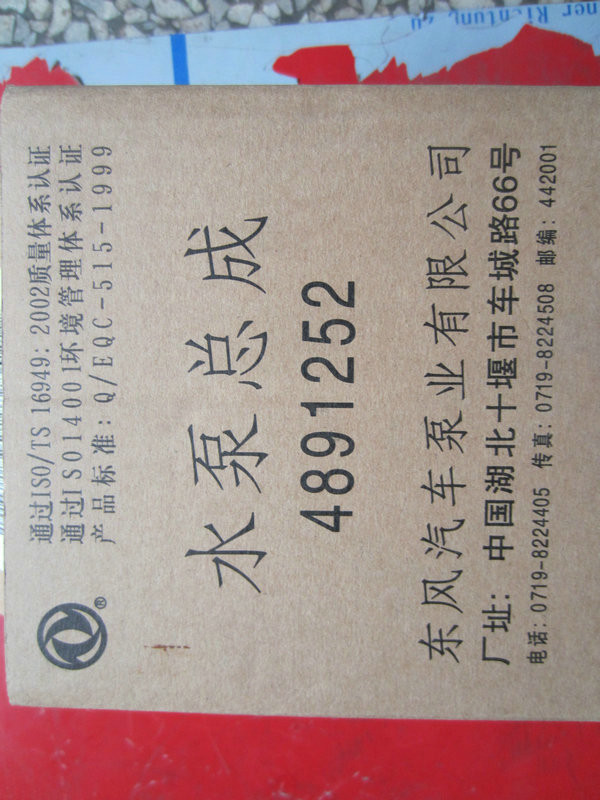 通过ISO/TS 16949: 2002质量体系认证
通过ISO14001环境管理体系认证
产品标准: Q/EQC-515-1999
®
水泵总成
4891252
东风汽车泵业有限公司
厂址: 中国湖北十堰市车城路66号
电话: 0719-8224405 传真: 0719-8224508 邮编: 442001
ner Richtung